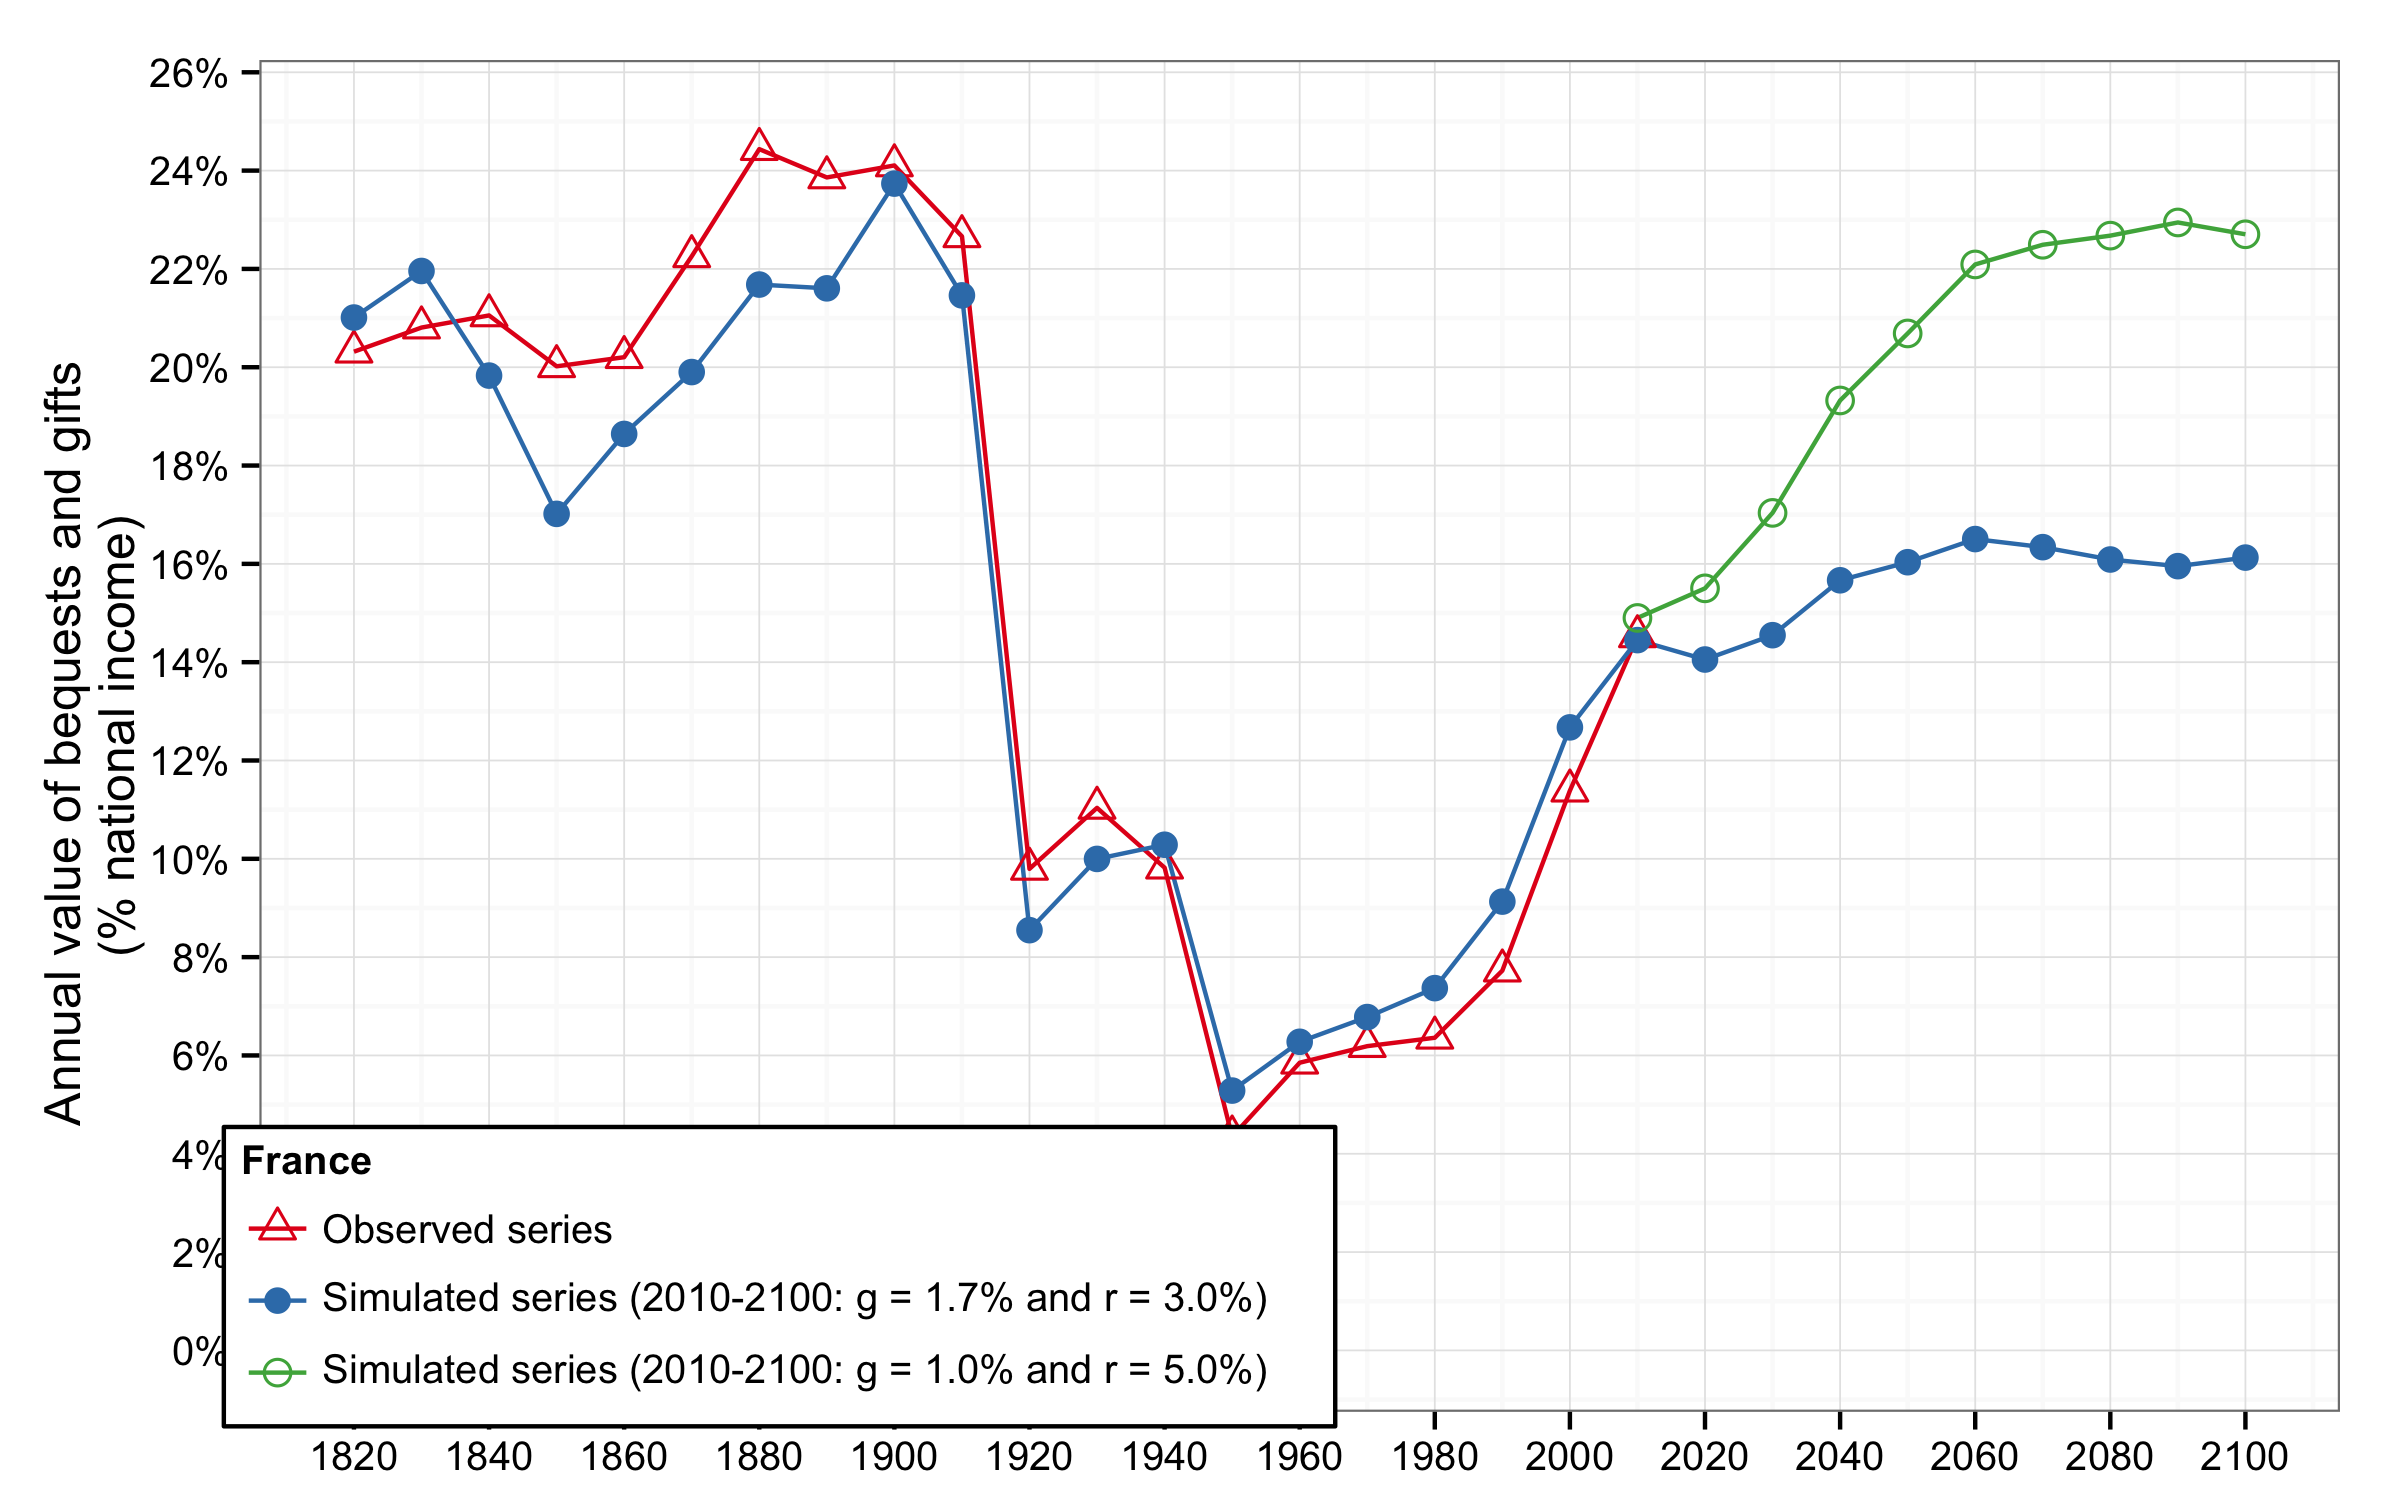 Annual value of bequests and gifts
(% national income)
26%
24%
22%
20%
18%
16%
14%
12%
10%
8%
6%
4%
2%
0%
France
Observed series
Simulated series (2010-2100: g = 1.7% and r = 3.0%)
Simulated series (2010-2100: g = 1.0% and r = 5.0%)
1820 1840 1860 1880 1900 1920 1940 1960 1980 2000 2020 2040 2060 2080 2100